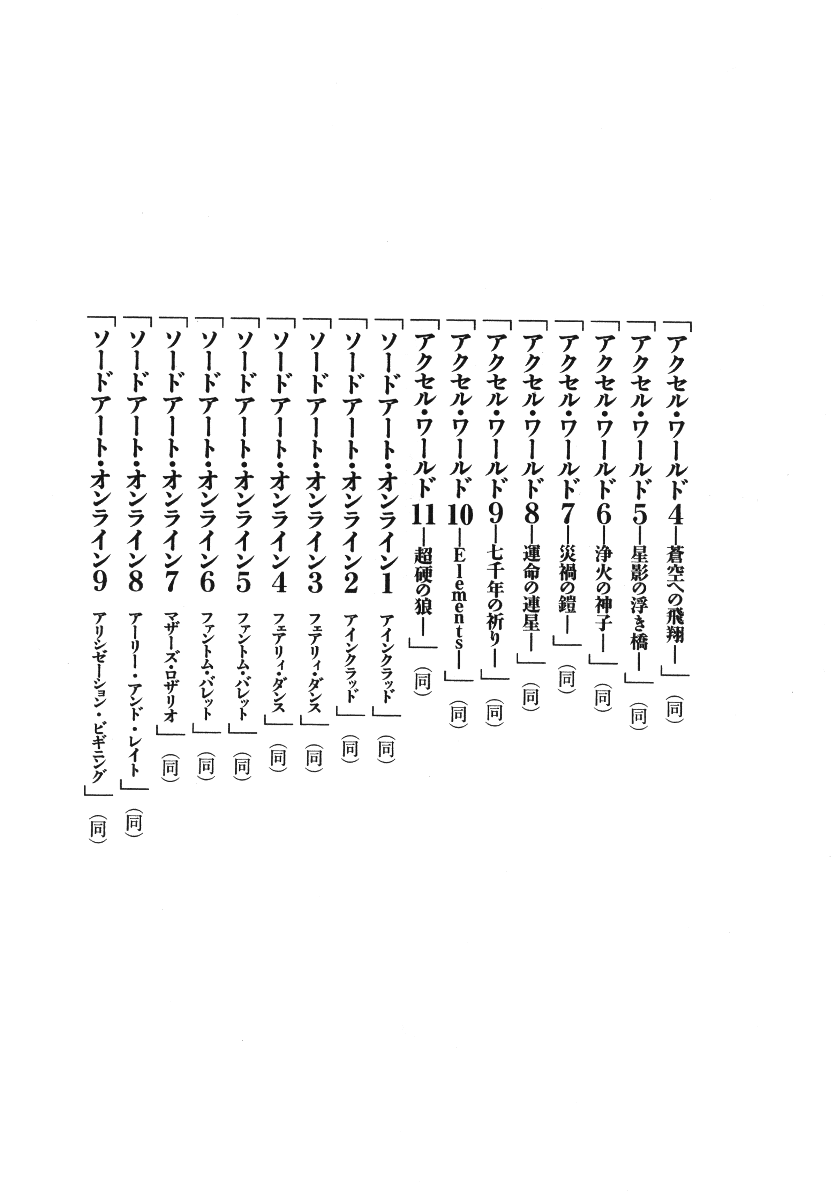 「アクセル・ワールド4―蒼空への飛翔―」(同)
「アクセル・ワールド5―星影の浮き橋―」(同)
「アクセル・ワールド6―浄火の神子―」(同)
「アクセル・ワールド7―災禍の鎧―」(同)
「アクセル・ワールド8―運命の連星―」(同)
「アクセル・ワールド9―七千年の祈り―」(同)
「アクセル・ワールド10―Elements―」(同)
「アクセル・ワールド11―超硬の狼―」(同)
「ソードアート・オンライン1 アインクラッド」(同)
「ソードアート・オンライン2 アインクラッド」(同)
「ソードアート・オンライン3 フェアリィ・ダンス」(同)
「ソードアート・オンライン4 フェアリィ・ダンス」(同)
「ソードアート・オンライン5 ファントム・バレット」(同)
「ソードアート・オンライン6 ファントム・バレット」(同)
「ソードアート・オンライン7 マザーズ・ロザリオ」(同)
「ソードアート・オンライン8 アーリー・アンド・レイト」(同)
「ソードアート・オンライン9 アリシゼーション・ビギニング」(同)